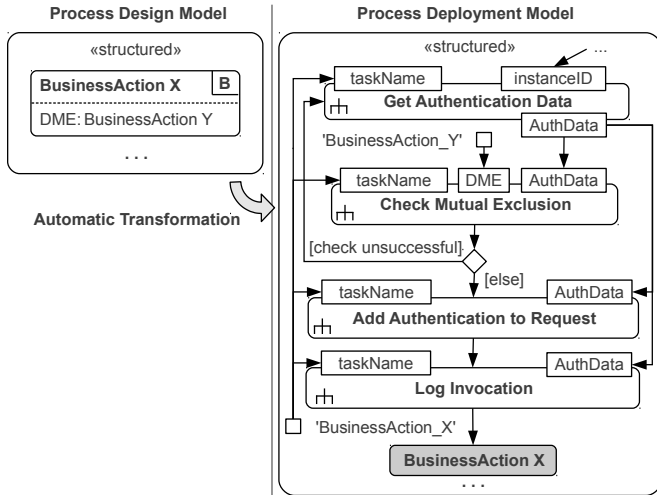 Process Design Model
Process Deployment Model
«structured»
BusinessAction X
B
DME: BusinessAction Y
. . .
Automatic Transformation
«structured»
...
taskName
instanceID
Get Authentication Data
AuthData
'BusinessAction_Y'
taskName
DME
AuthData
Check Mutual Exclusion
[check unsuccessful]
[else]
taskName
AuthData
Add Authentication to Request
taskName
AuthData
Log Invocation
'BusinessAction_X'
BusinessAction X
. . .